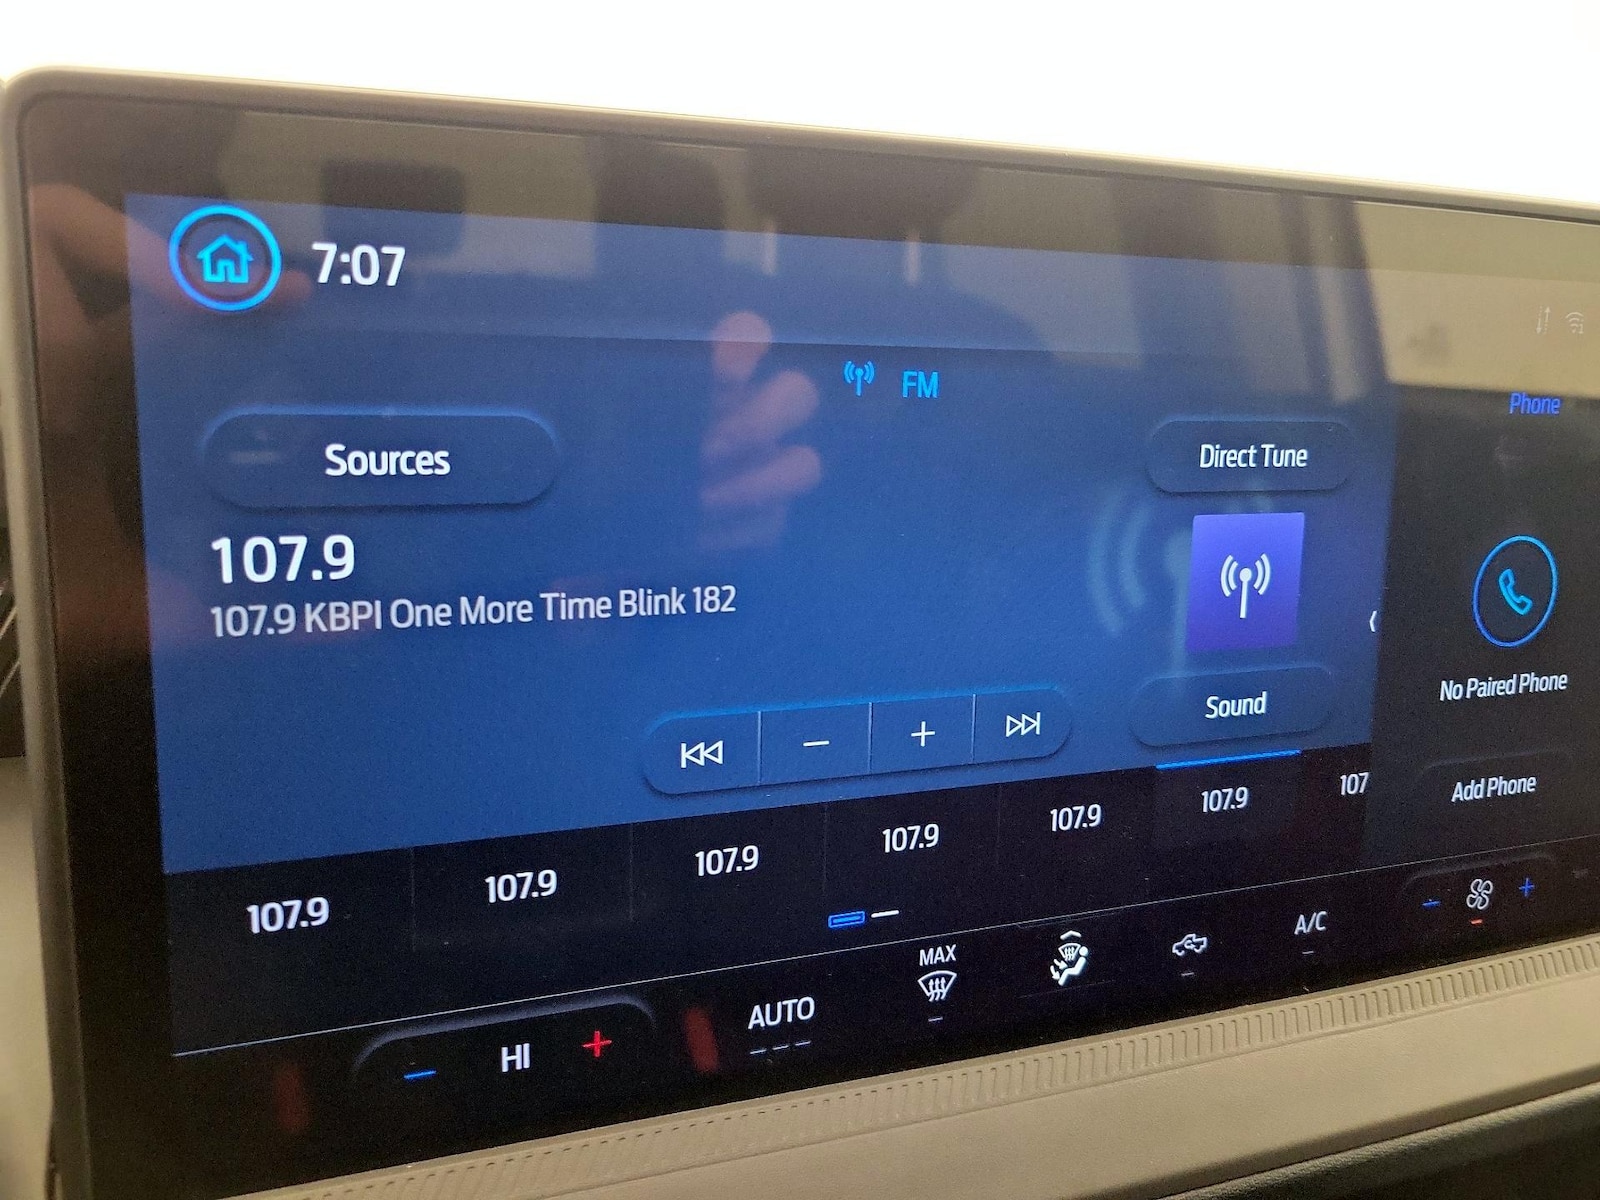 7:07
FM
Phone
Sources
Direct Tune
107.9
107.9 KBPI One More Time Blink 182
No Paired Phone
Sound
Add Phone
107.9
107.9
107.9
107.9
107.9
107.9
107
HI
AUTO
MAX
A/C